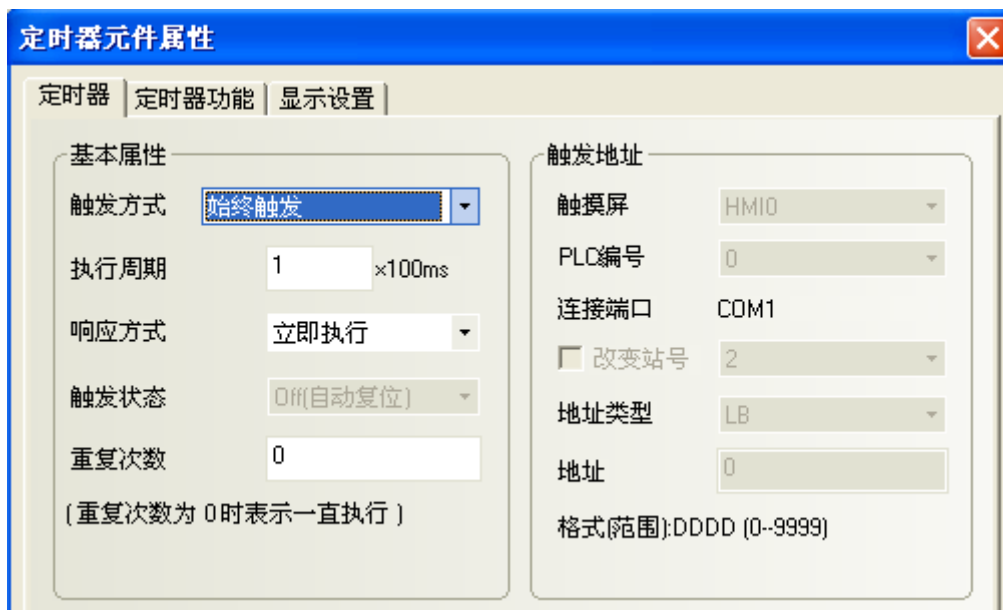 定时器元件属性
定时器 定时器功能 显示设置
基本属性
触发方式 始终触发
执行周期 1 ×100ms
响应方式 立即执行
触发状态 Off(自动复位)
重复次数 0
(重复次数为 0时表示一直执行)
触发地址
触摸屏 HMI0
PLC编号 0
连接端口 COM1
改变站号 2
地址类型 LB
地址 0
格式(范围):DDDD (0--9999)